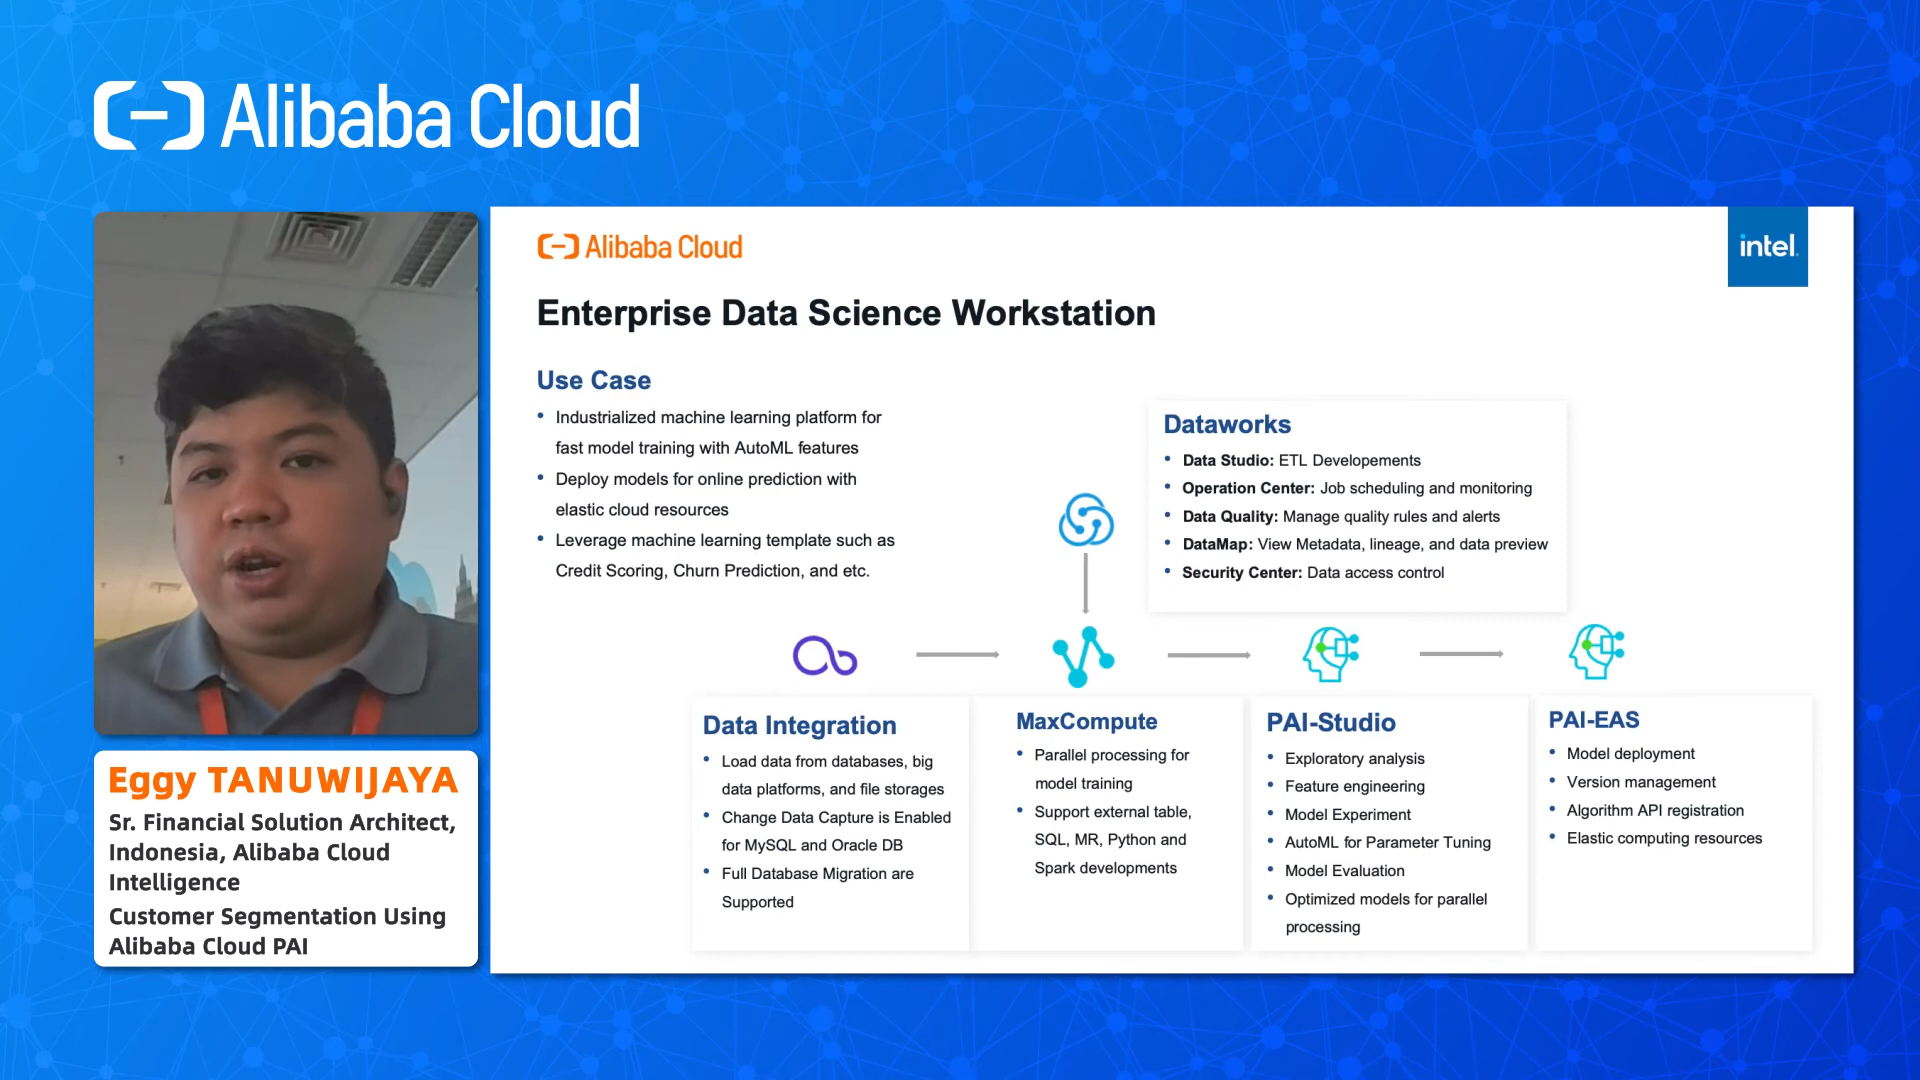 Alibaba Cloud
Alibaba Cloud
intel.
Enterprise Data Science Workstation
Use Case
• Industrialized machine learning platform for
fast model training with AutoML features
• Deploy models for online prediction with
elastic cloud resources
• Leverage machine learning template such as
Credit Scoring, Churn Prediction, and etc.
Dataworks
• Data Studio: ETL Developements
• Operation Center: Job scheduling and monitoring
• Data Quality: Manage quality rules and alerts
• DataMap: View Metadata, lineage, and data preview
• Security Center: Data access control
Data Integration
• Load data from databases, big
data platforms, and file storages
• Change Data Capture is Enabled
for MySQL and Oracle DB
• Full Database Migration are
Supported
MaxCompute
• Parallel processing for
model training
• Support external table,
SQL, MR, Python and
Spark developments
PAI-Studio
• Exploratory analysis
• Feature engineering
• Model Experiment
• AutoML for Parameter Tuning
• Model Evaluation
• Optimized models for parallel
processing
PAI-EAS
• Model deployment
• Version management
• Algorithm API registration
• Elastic computing resources
Eggy TANUWIJAYA
Sr. Financial Solution Architect,
Indonesia, Alibaba Cloud
Intelligence
Customer Segmentation Using
Alibaba Cloud PAI